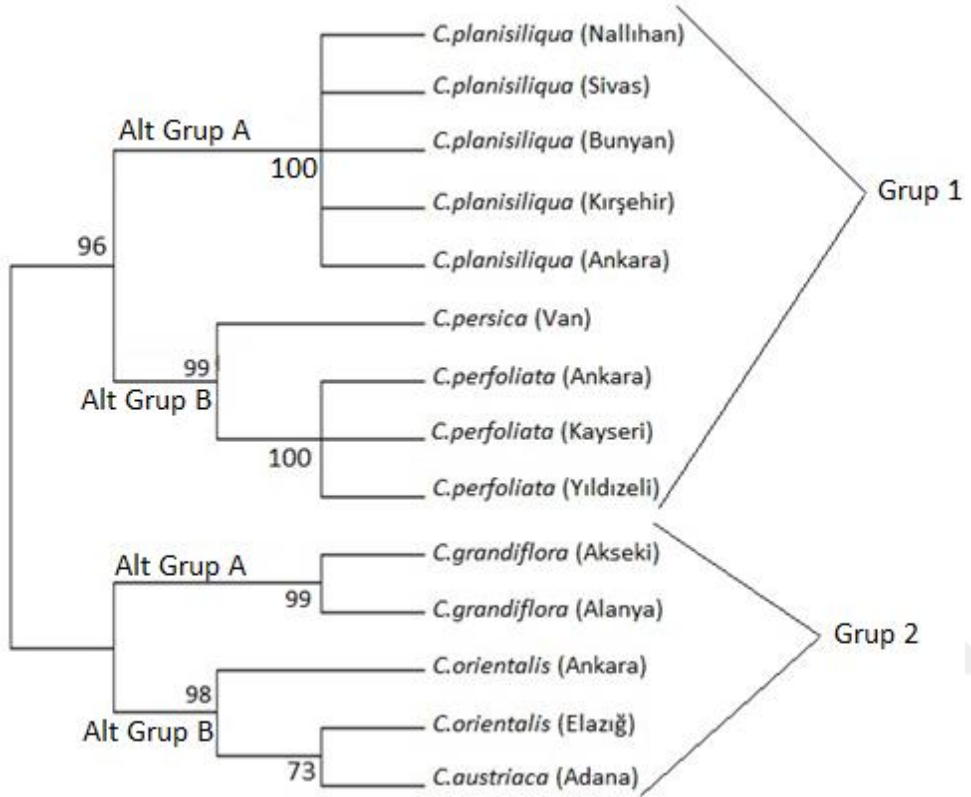 C.planisiliqua (Nallıhan)
C.planisiliqua (Sivas)
Alt Grup A
C.planisiliqua (Bunyan)
100
Grup 1
C.planisiliqua (Kırşehir)
96
C.planisiliqua (Ankara)
C.persica (Van)
99
C.perfoliata (Ankara)
Alt Grup B
C.perfoliata (Kayseri)
100
C.perfoliata (Yıldızeli)
C.grandiflora (Akseki)
Alt Grup A
99
C.grandiflora (Alanya)
Grup 2
C.orientalis (Ankara)
98
C.orientalis (Elazığ)
Alt Grup B
73
C.austriaca (Adana)